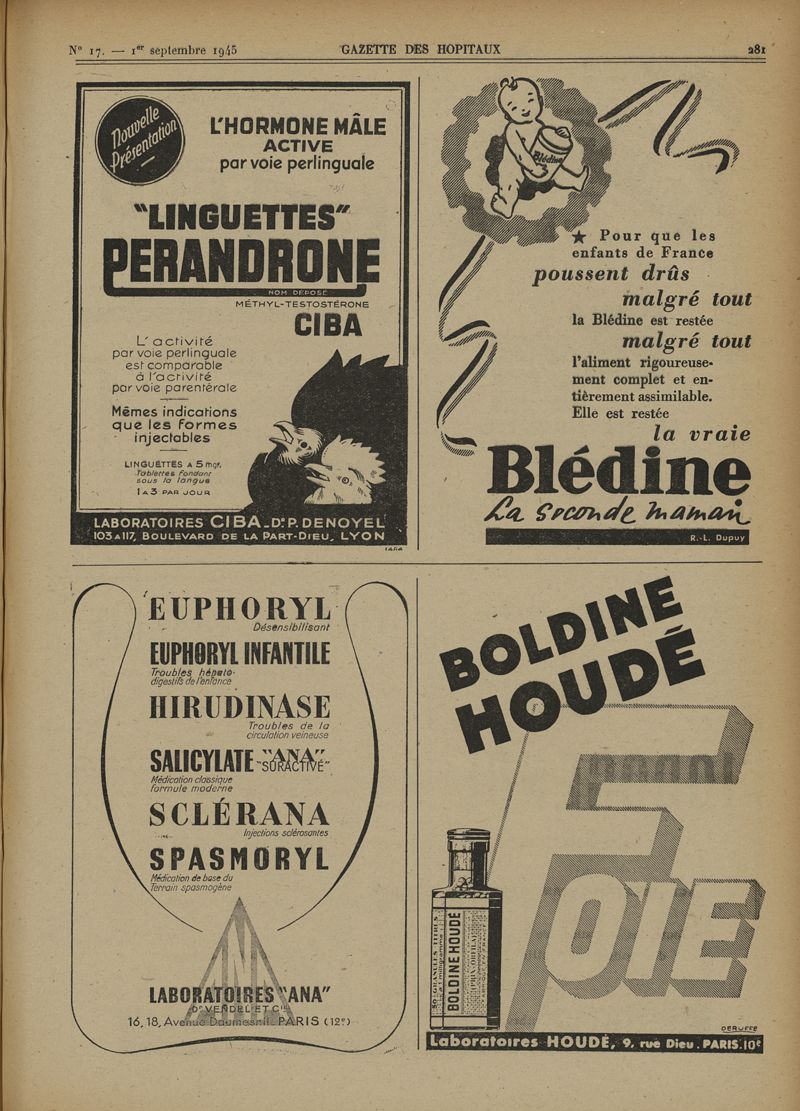 N° 17. — 1er septembre 1945
GAZETTE DES HOPITAUX
281
Nouvelle
Présentation
L'HORMONE MÂLE
ACTIVE
par voie perlinguale
"LINGUETTES"
PERANDRONE
NOM DÉPOSÉ
MÉTHYL-TESTOSTÉRONE
CIBA
L'activité
par voie perlinguale
est comparable
à l'activité
par voie parentérale
Mêmes indications
que les formes
injectables
LINGUETTES A 5 mgr.
Tablettes fondant
sous la langue
1 A 3 PAR JOUR
LABORATOIRES CIBA_Dr P. DENOYEL
103 A 117, BOULEVARD DE LA PART-DIEU_ LYON
Blédine
★ Pour que les
enfants de France
poussent drûs
malgré tout
la Blédine est restée
malgré tout
l'aliment rigoureuse-
ment complet et en-
tièrement assimilable.
Elle est restée
la vraie
Blédine
La seconde maman
R.-L. Dupuy
EUPHORYL
Désensibilisant
EUPHORYL INFANTILE
Troubles hépato-
digestifs de l'enfance
HIRUDINASE
Troubles de la
circulation veineuse
SALICYLATE "ANA"
"SURACTIVÉ"
Médication classique
formule moderne
SCLÉRANA
Injections sclérosantes
SPASMORYL
Médication de base du
Terrain spasmogène
ANA
LABORATOIRES "ANA"
Dr VENDEL ET Cie
16, 18, Avenue Daumesnil. PARIS (12e)
BOLDINE
HOUDÉ
FOIE
BOLDINE HOUDÉ
DERUFFE
Laboratoires HOUDÉ, 9, rue Dieu. PARIS.10e